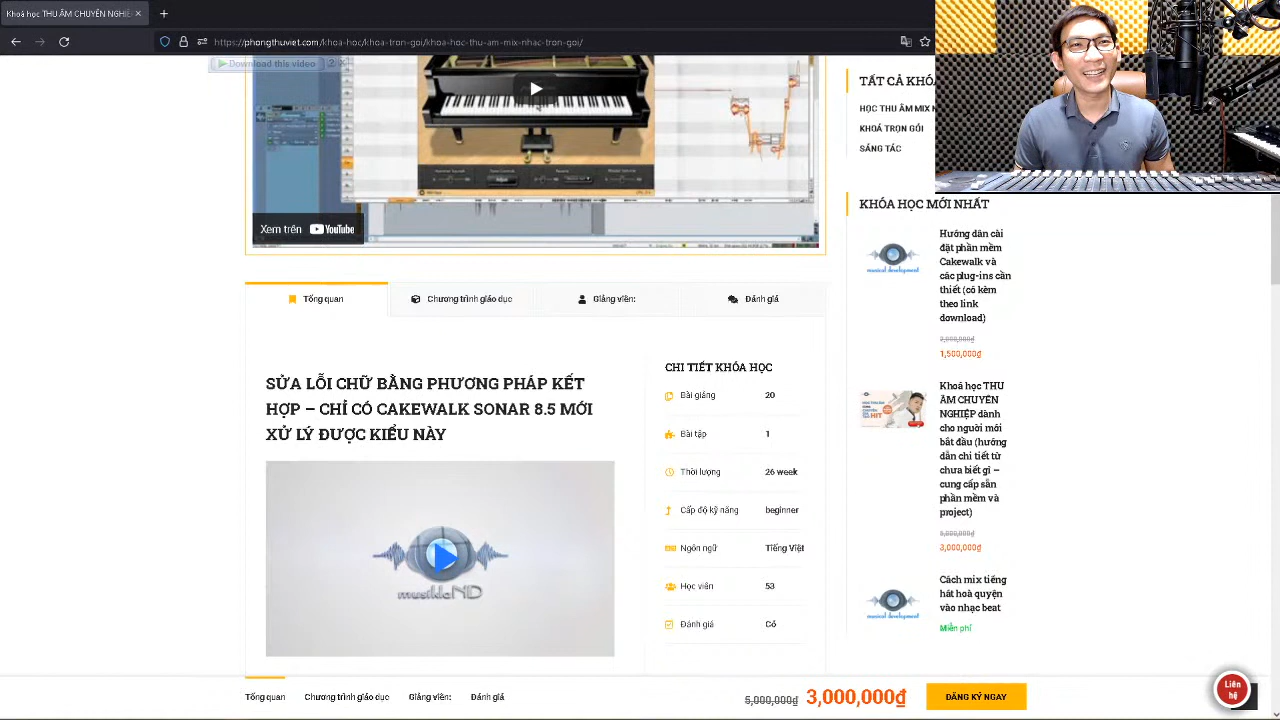 Khoá học THU ÂM CHUYÊN NGHIỆ
http://phongthuviet.com/khoa-hoc/khoa-tron-goi/khoa-hoc-thu-am-mix-nhac-tron-goi/
Download this video
Xem trên YouTube
TẤT CẢ KHÓA
HỌC THU ÂM MIX N
KHOÁ TRỌN GÓI
SÁNG TÁC
KHÓA HỌC MỚI NHẤT
Hướng dẫn cài
đặt phần mềm
Cakewalk và
các plug-ins cần
thiết (có kèm
theo link
download)
2,000,000₫
1,500,000₫
Khoá học THU
ÂM CHUYÊN
NGHIỆP dành
cho người mới
bắt đầu (hướng
dẫn chi tiết từ
chưa biết gì –
cung cấp sẵn
phần mềm và
project)
5,000,000₫
3,000,000₫
Cách mix tiếng
hát hoà quyện
vào nhạc beat
Miễn phí
Tổng quan
Chương trình giáo dục
Giảng viên:
Đánh giá
SỬA LỖI CHỮ BẰNG PHƯƠNG PHÁP KẾT
HỢP – CHỈ CÓ CAKEWALK SONAR 8.5 MỚI
XỬ LÝ ĐƯỢC KIỂU NÀY
CHI TIẾT KHÓA HỌC
Bài giảng 20
Bài tập 1
Thời lượng 26 week
Cấp độ kỹ năng beginner
Ngôn ngữ Tiếng Việt
Học viên 53
Đánh giá Có
musicianD
musical development
musical development
Tổng quan Chương trình giáo dục Giảng viên: Đánh giá
5,000,000₫ 3,000,000₫
ĐĂNG KÝ NGAY
Liên
hệ